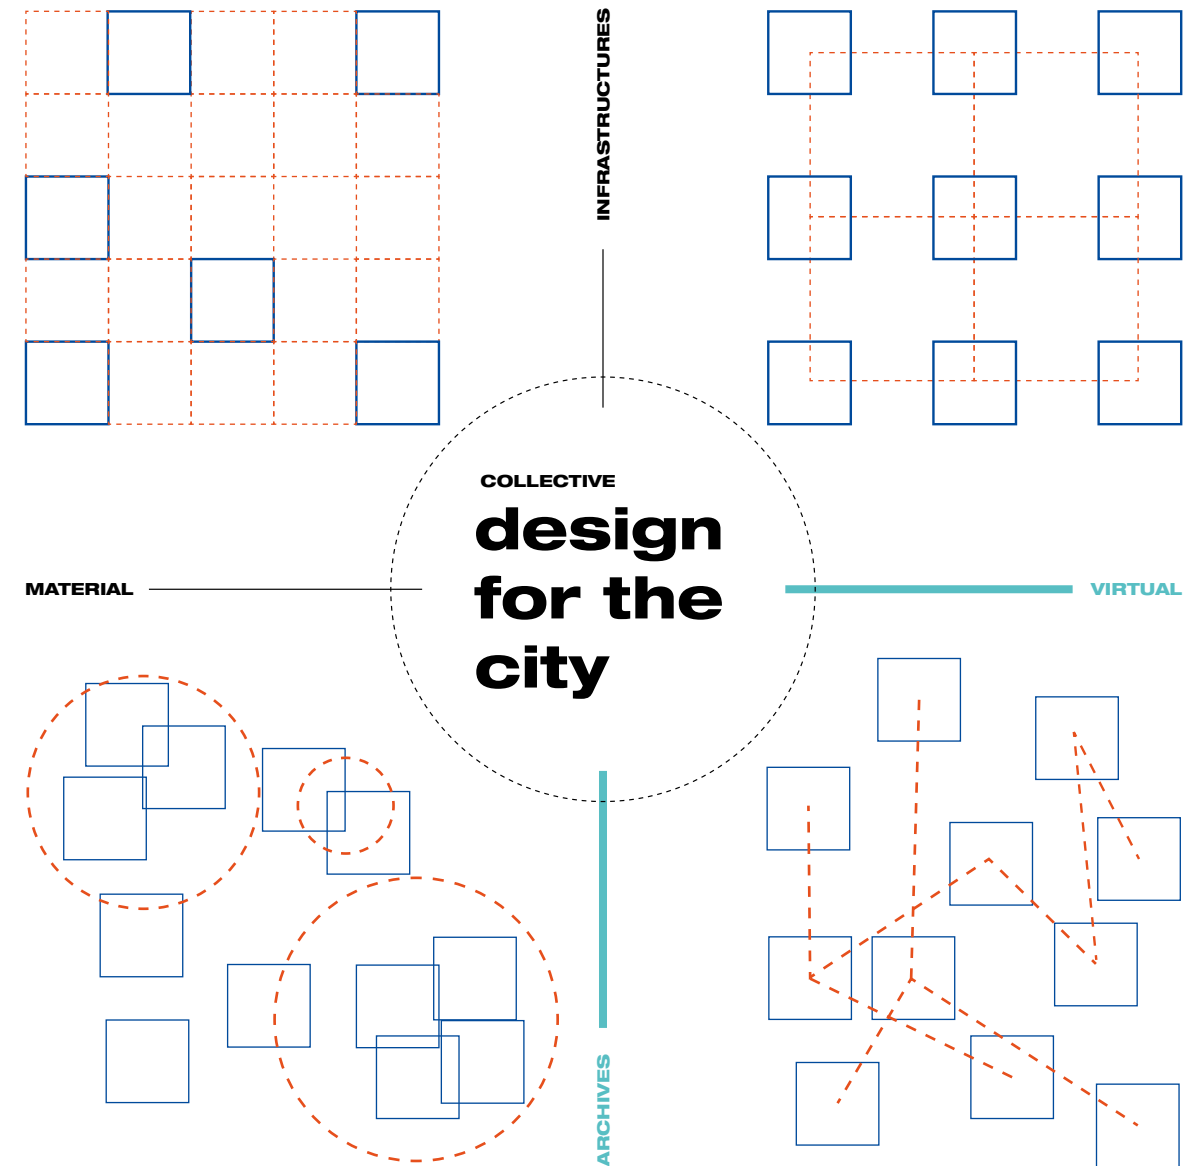 INFRASTRUCTURES
COLLECTIVE
design
for the
city
MATERIAL
VIRTUAL
ARCHIVES